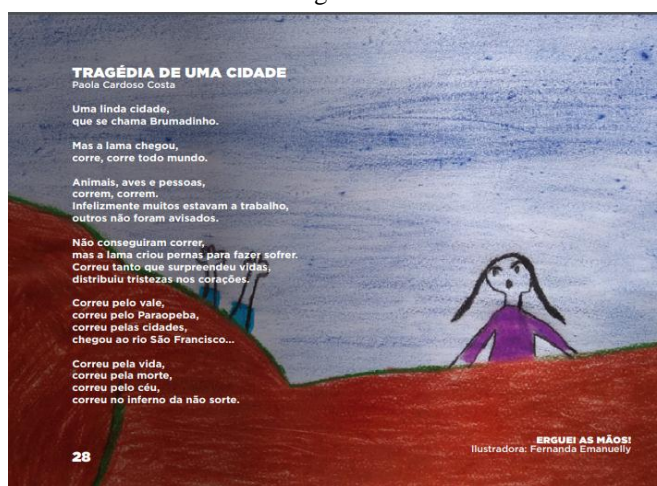 TRAGÉDIA DE UMA CIDADE
Paola Cardoso Costa
Uma linda cidade,
que se chama Brumadinho.
Mas a lama chegou,
corre, corre todo mundo.
Animais, aves e pessoas,
correm, correm.
Infelizmente muitos estavam a trabalho,
outros não foram avisados.
Não conseguiram correr,
mas a lama criou pernas para fazer sofrer.
Correu tanto que surpreendeu vidas,
distribuiu tristezas nos corações.
Correu pelo vale,
correu pelo Paraopeba,
correu pelas cidades,
chegou ao rio São Francisco...
Correu pela vida,
correu pela morte,
correu pelo céu,
correu no inferno da não sorte.
ERGUEI AS MÃOS!
Ilustradora: Fernanda Emanuelly
28